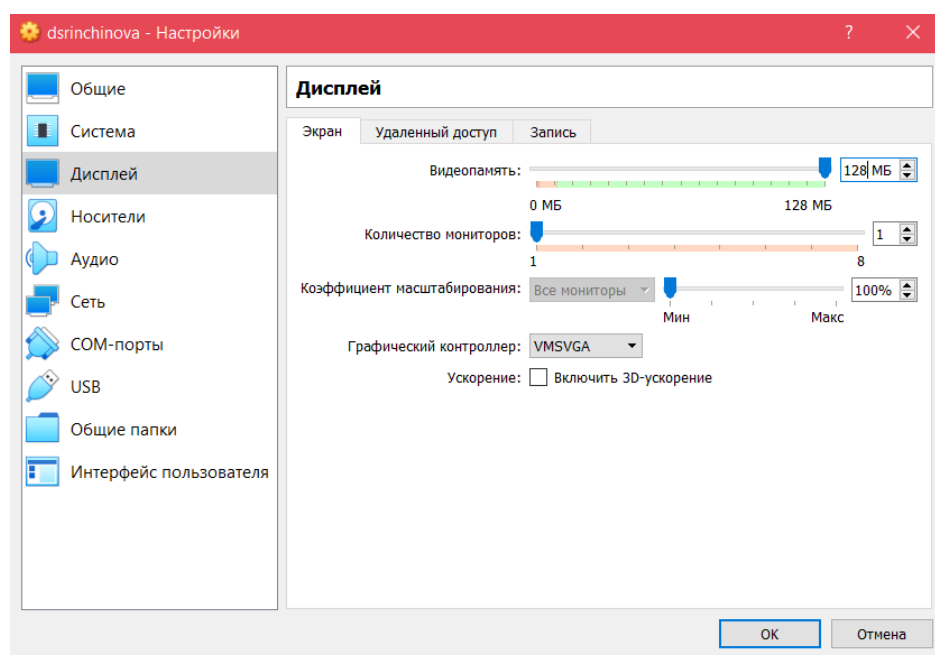 dsrinchinova - Настройки
?
Общие
Система
Дисплей
Носители
Аудио
Сеть
COM-порты
USB
Общие папки
Интерфейс пользователя
Дисплей
Экран Удаленный доступ Запись
Видеопамять: 128 МБ
0 МБ 128 МБ
Количество мониторов: 1
1 8
Коэффициент масштабирования: Все мониторы 100%
Мин Макс
Графический контроллер: VMSVGA
Ускорение: Включить 3D-ускорение
OK Отмена